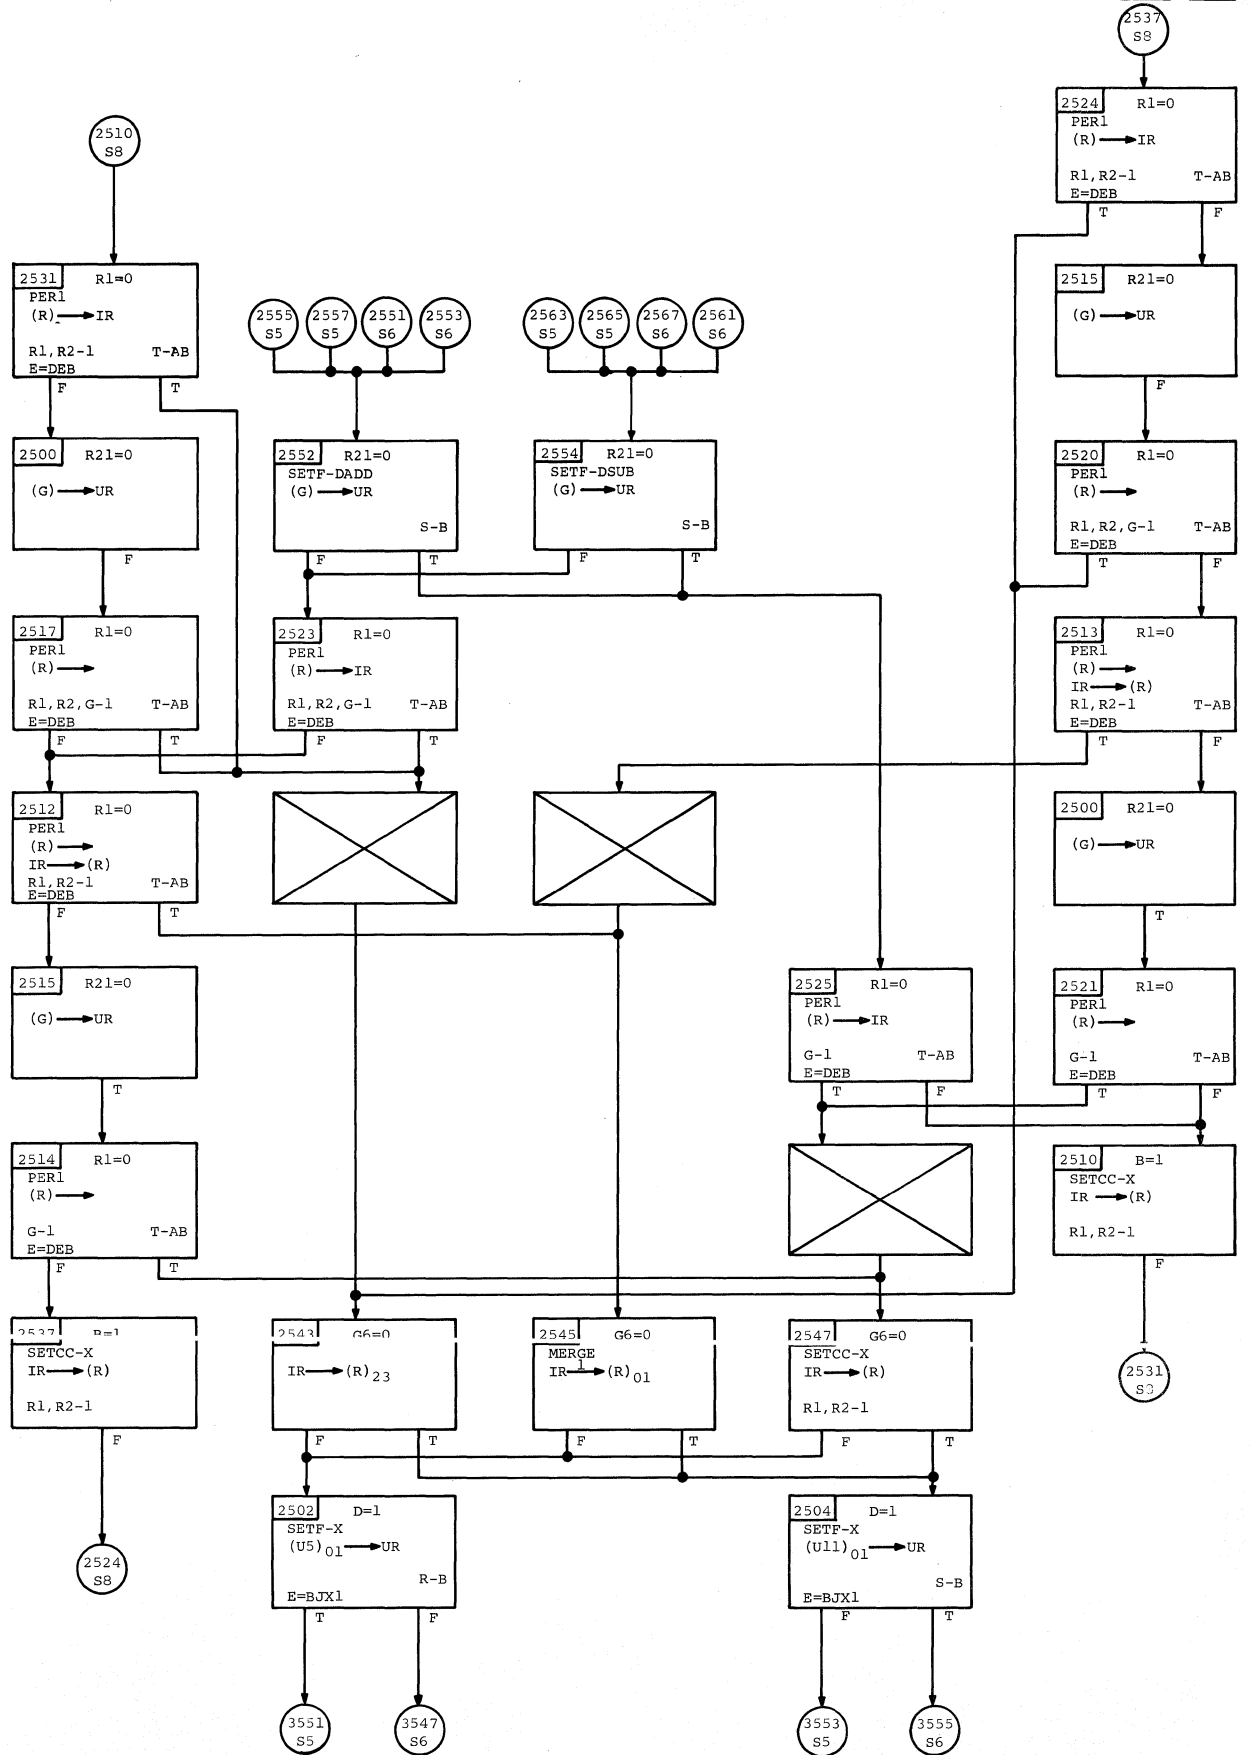 2537
S8
2524 R1=0
PER1
(R) IR
R1,R2-1 T-AB
E=DEB
T F
2510
S8
2531 R1=0
PER1
(R) IR
R1,R2-1 T-AB
E=DEB
F T
2515 R21=0
(G) UR
F
2555
S5
2557
S5
2551
S6
2553
S6
2563
S5
2565
S5
2567
S6
2561
S6
2500 R21=0
(G) UR
F
2552 R21=0
SETF-DADD
(G) UR
S-B
F T
2554 R21=0
SETF-DSUB
(G) UR
S-B
F T
2520 R1=0
PER1
(R)
R1,R2,G-1 T-AB
E=DEB
T F
2517 R1=0
PER1
(R)
R1,R2,G-1 T-AB
E=DEB
F T
2523 R1=0
PER1
(R) IR
R1,R2,G-1 T-AB
E=DEB
F T
2513 R1=0
PER1
(R)
IR (R)
R1,R2-1 T-AB
E=DEB
T F
2512 R1=0
PER1
(R)
IR (R)
R1,R2-1 T-AB
E=DEB
F T
2500 R21=0
(G) UR
T
2515 R21=0
(G) UR
T
2525 R1=0
PER1
(R) IR
G-1 T-AB
E=DEB
T F
2521 R1=0
PER1
(R)
G-1 T-AB
E=DEB
T F
2514 R1=0
PER1
(R)
G-1 T-AB
E=DEB
F T
2510 B=1
SETCC-X
IR (R)
R1,R2-1
F
2537 B=1
SETCC-X
IR (R)
R1,R2-1
F
2543 G6=0
IR (R)23
F T
2545 G6=0
MERGE
1
IR (R)01
F T
2547 G6=0
SETCC-X
IR (R)
R1,R2-1
F T
2531
2502 D=1
SETF-X
(U5)01 UR
R-B
E=BJX1
T F
2504 D=1
SETF-X
(U11)01 UR
S-B
E=BJX1
F T
2524
S8
3551
S5
3547
S6
3553
S5
3555
S6